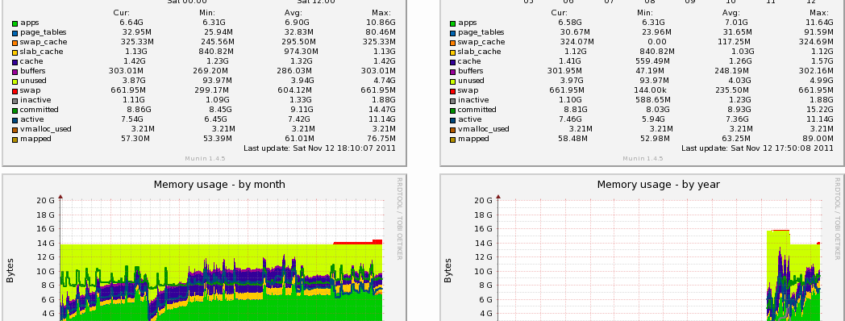 Sat 00:00 Sat 12:00
Cur: Min: Avg: Max:
apps 6.64G 6.31G 6.90G 10.86G
page_tables 32.95M 25.94M 32.83M 80.46M
swap_cache 325.33M 245.56M 295.50M 325.33M
slab_cache 1.13G 840.82M 974.30M 1.13G
cache 1.42G 1.23G 1.32G 1.42G
buffers 303.01M 269.20M 286.03M 303.01M
unused 3.87G 93.97M 3.94G 4.74G
swap 661.95M 299.17M 604.12M 661.95M
inactive 1.11G 1.09G 1.33G 1.88G
committed 8.86G 8.45G 9.11G 14.47G
active 7.54G 6.45G 7.42G 11.14G
vmalloc_used 3.21M 3.21M 3.21M 3.21M
mapped 57.30M 53.39M 61.01M 76.75M
Last update: Sat Nov 12 18:10:07 2011
Munin 1.4.5
05 06 07 08 09 10 11 12
Cur: Min: Avg: Max:
apps 6.58G 6.31G 7.01G 11.64G
page_tables 30.67M 23.96M 31.65M 91.59M
swap_cache 324.07M 0.00 117.25M 324.69M
slab_cache 1.12G 840.82M 1.03G 1.12G
cache 1.41G 559.49M 1.26G 1.57G
buffers 301.95M 47.19M 248.19M 302.16M
unused 3.97G 93.97M 4.03G 4.99G
swap 661.95M 144.00k 235.50M 661.95M
inactive 1.10G 588.65M 1.23G 1.88G
committed 8.81G 8.03G 8.93G 15.22G
active 7.46G 5.94G 7.36G 11.14G
vmalloc_used 3.21M 3.21M 3.21M 3.21M
mapped 58.48M 52.98M 63.25M 89.00M
Last update: Sat Nov 12 17:50:08 2011
Munin 1.4.5
Memory usage - by month
RRDTOOL / TOBI OETIKER
Bytes
20 G
18 G
16 G
14 G
12 G
10 G
8 G
6 G
4 G
Memory usage - by year
RRDTOOL / TOBI OETIKER
Bytes
20 G
18 G
16 G
14 G
12 G
10 G
8 G
6 G
4 G